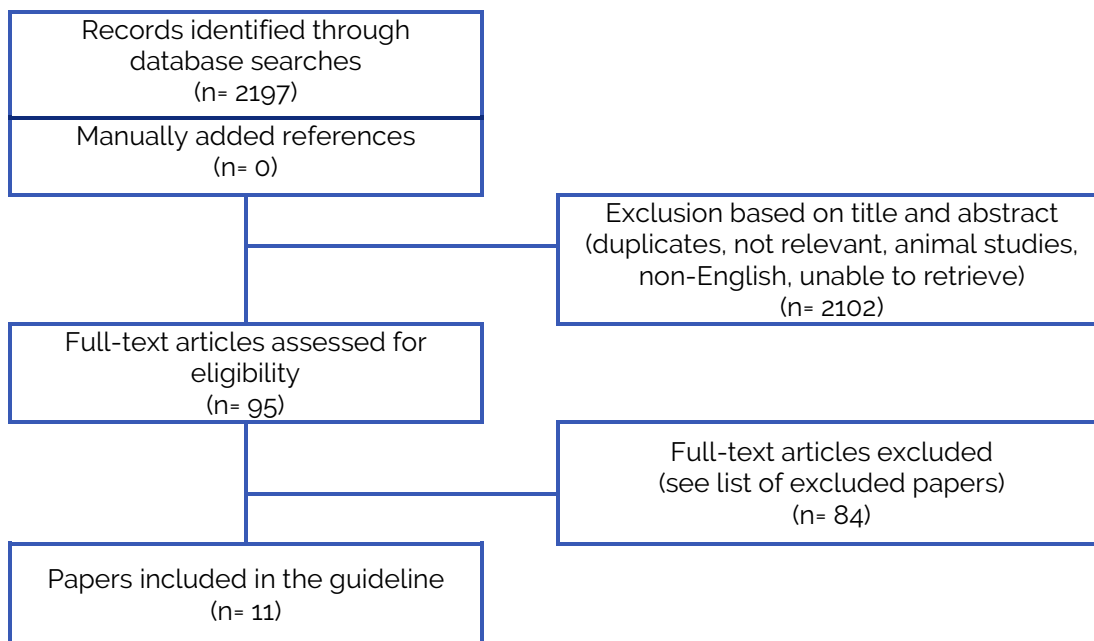 Records identified through
database searches
(n= 2197)
Manually added references
(n= 0)
Exclusion based on title and abstract
(duplicates, not relevant, animal studies,
non-English, unable to retrieve)
(n= 2102)
Full-text articles assessed for
eligibility
(n= 95)
Full-text articles excluded
(see list of excluded papers)
(n= 84)
Papers included in the guideline
(n= 11)